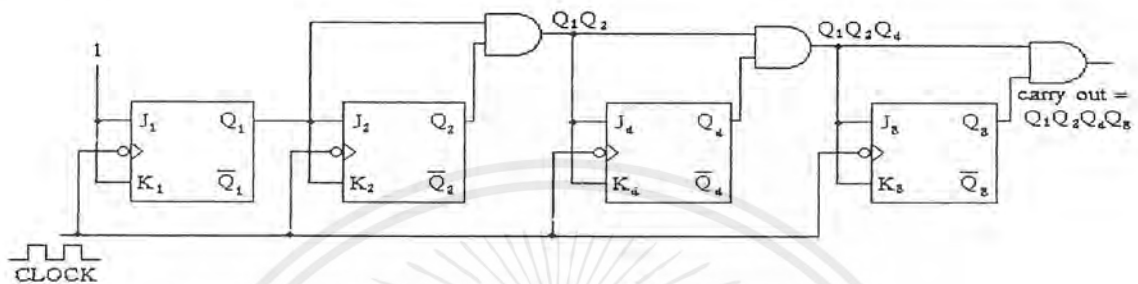 1
Q₁Q₂
Q₁Q₂Q₄
carry out =
Q₁Q₂Q₄Q₈
J₁ Q₁
K₁ Q̅₁
J₂ Q₂
K₂ Q̅₂
J₄ Q₄
K₄ Q̅₄
J₈ Q₈
K₈ Q̅₈
CLOCK